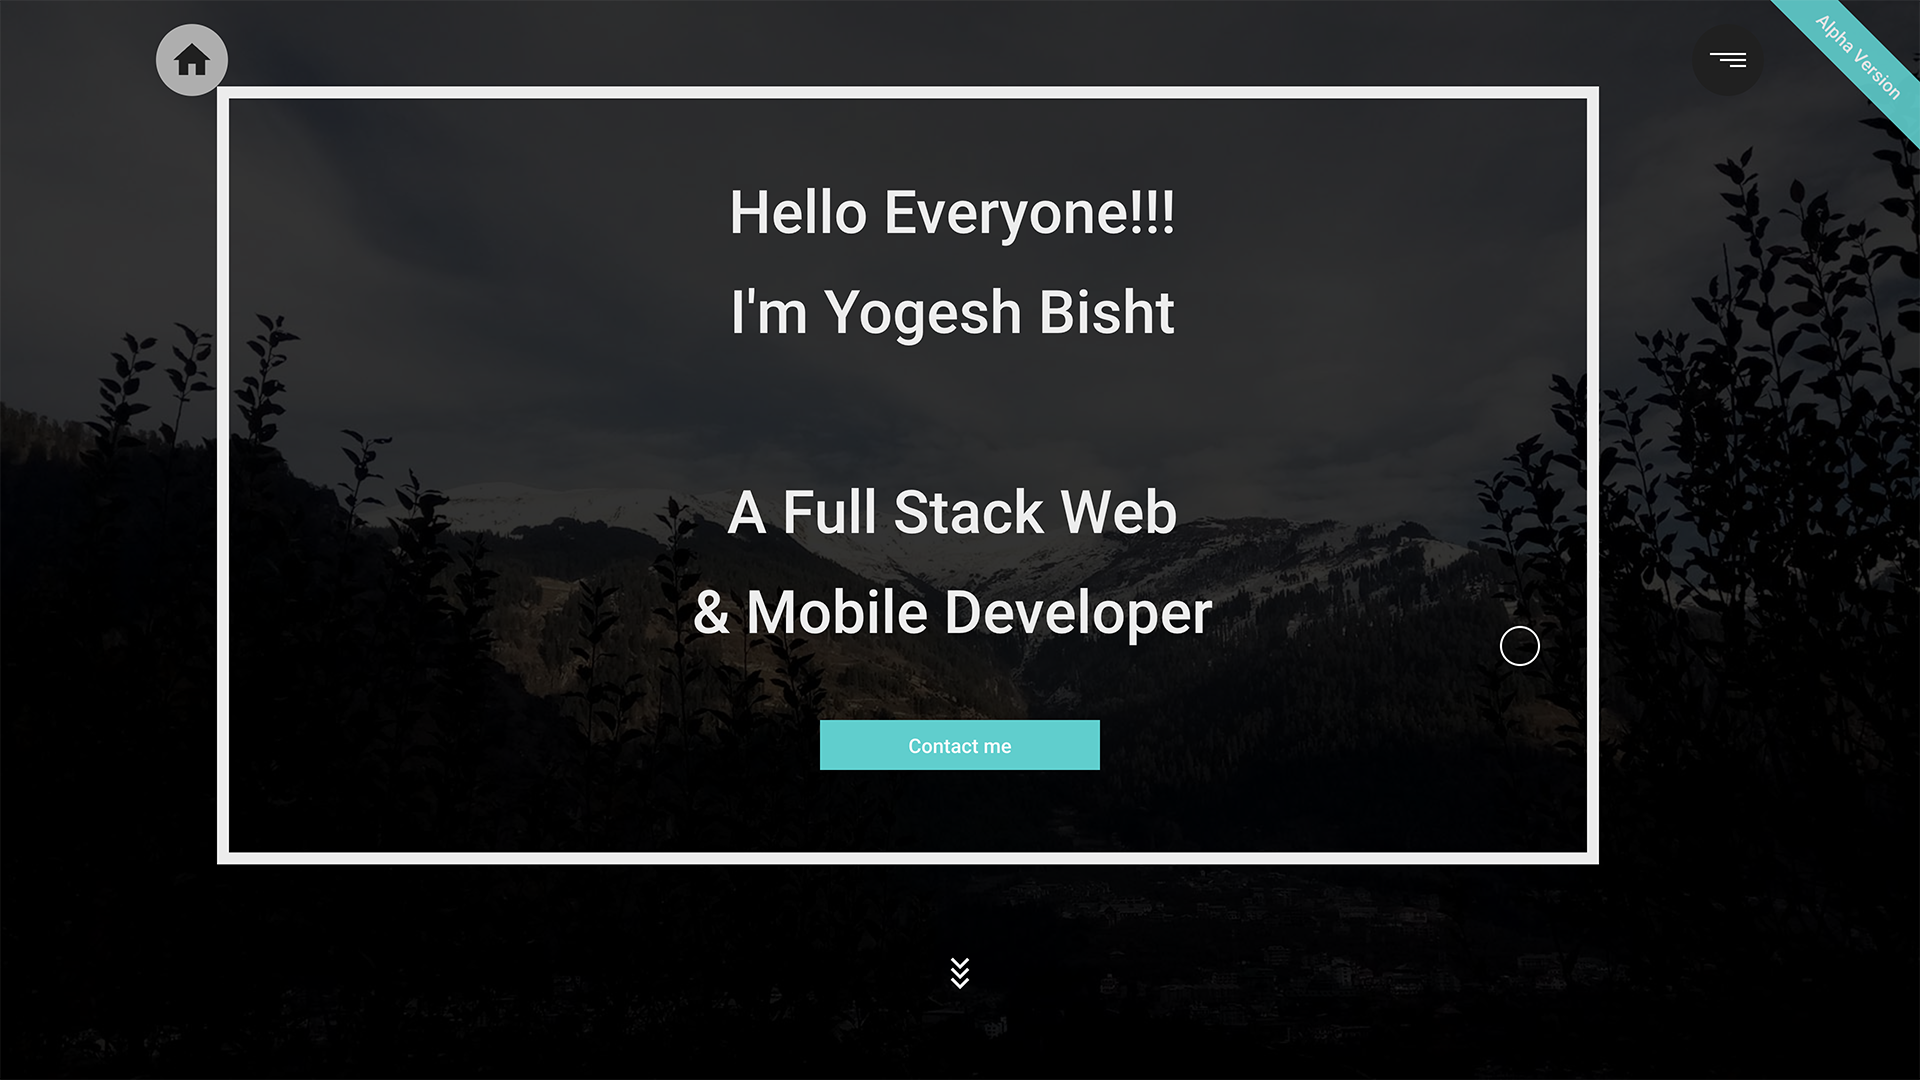 Alpha Version
Hello Everyone!!!
I'm Yogesh Bisht
A Full Stack Web
& Mobile Developer
Contact me